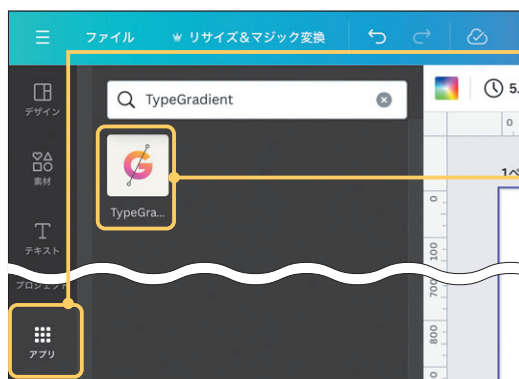 ファイル
リサイズ&マジック変換
5.
デザイン
TypeGradient
0
素材
1ペ
TypeGra...
0
テキスト
100
プロジェクト
700
800
アプリ